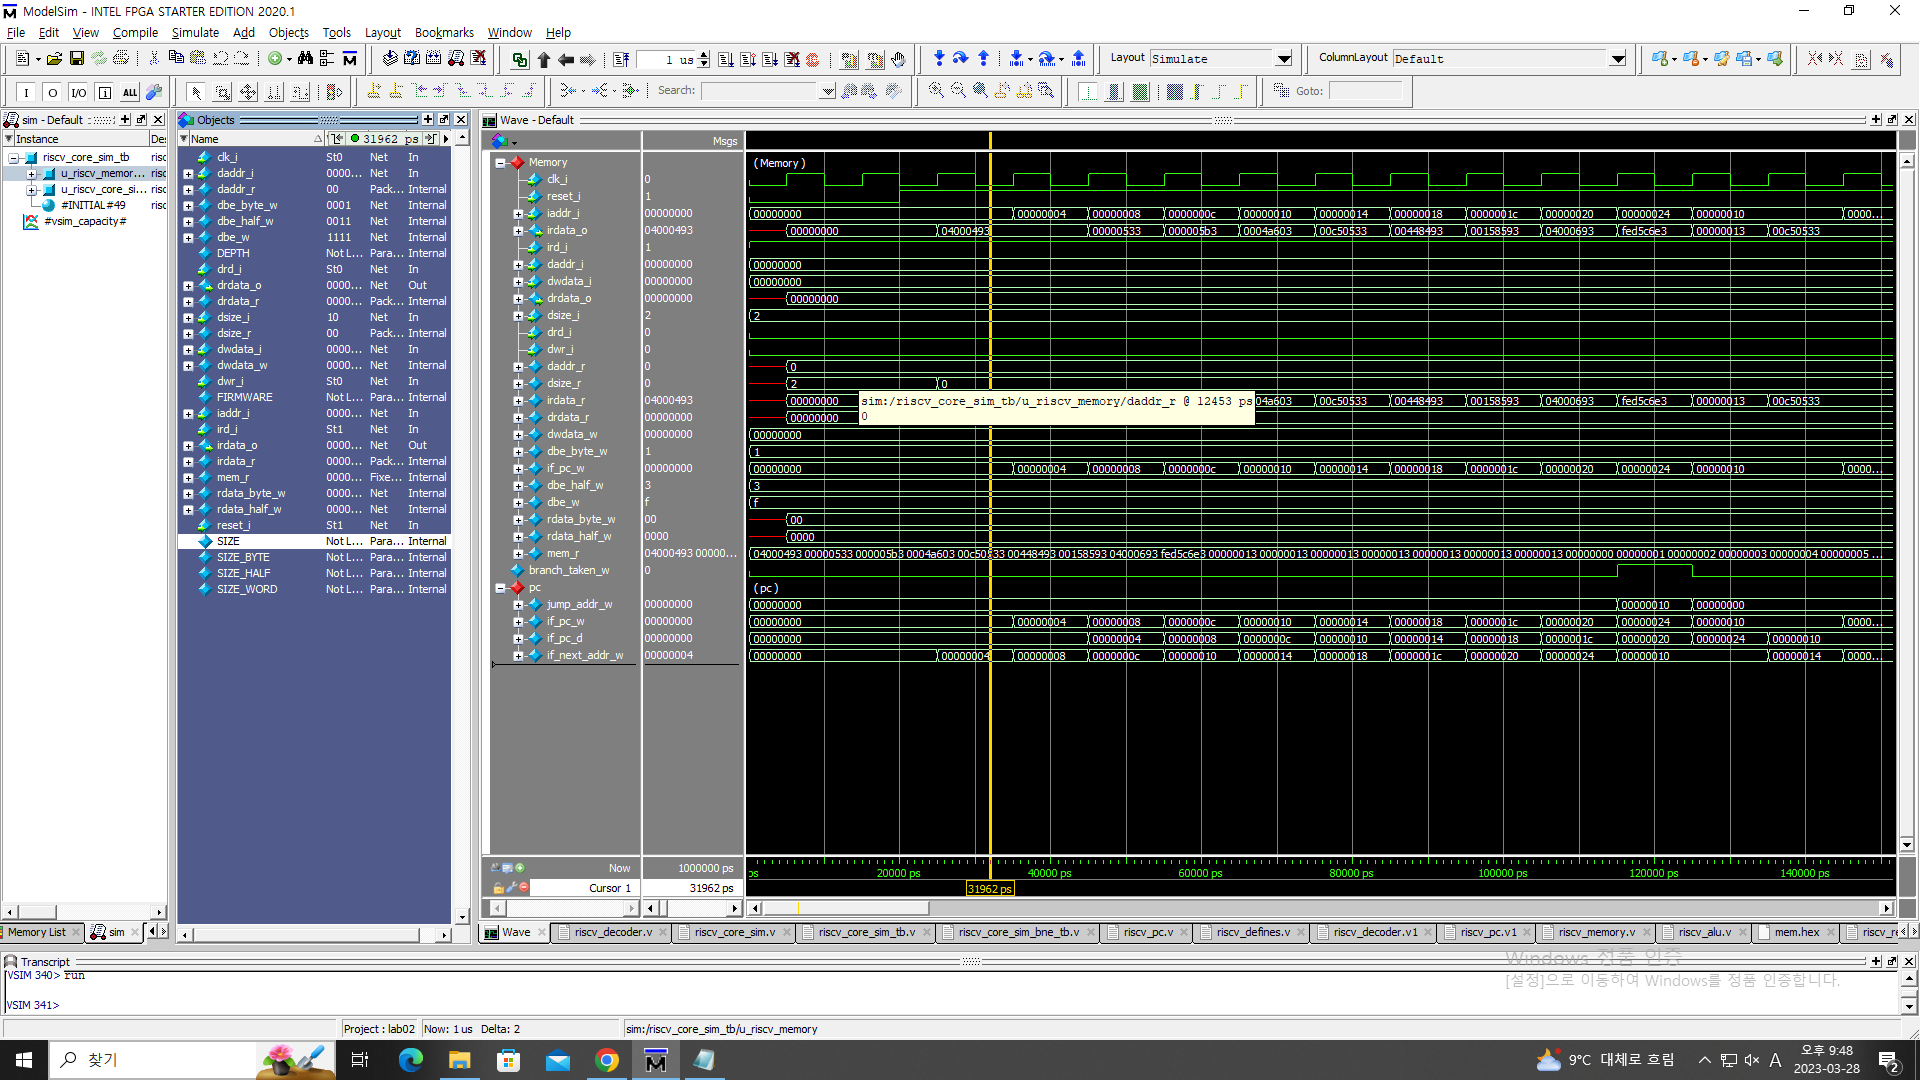 ModelSim - INTEL FPGA STARTER EDITION 2020.1
File Edit View Compile Simulate Add Objects Tools Layout Bookmarks Window Help
1 us
Layout Simulate
ColumnLayout Default
I O I/O ALL
Search:
Goto:
sim - Default
Instance
riscv_core_sim_tb risc
u_riscv_memor... risc
u_riscv_core_si... risc
#INITIAL#49 risc
#vsim_capacity#
Objects
Name 31962 ps
clk_i St0 Net In
daddr_i 0000... Net In
daddr_r 00 Pack... Internal
dbe_byte_w 0001 Net Internal
dbe_half_w 0011 Net Internal
dbe_w 1111 Net Internal
DEPTH Not L... Para... Internal
drd_i St0 Net In
drdata_o 0000... Net Out
drdata_r 0000... Pack... Internal
dsize_i 10 Net In
dsize_r 00 Pack... Internal
dwdata_i 0000... Net In
dwdata_w 0000... Net Internal
dwr_i St0 Net In
FIRMWARE Not L... Para... Internal
iaddr_i 0000... Net In
ird_i St1 Net In
irdata_o 0000... Net Out
irdata_r 0000... Pack... Internal
mem_r 0000... Fixe... Internal
rdata_byte_w 0000... Net Internal
rdata_half_w 0000... Net Internal
reset_i St1 Net In
SIZE Not L... Para... Internal
SIZE_BYTE Not L... Para... Internal
SIZE_HALF Not L... Para... Internal
SIZE_WORD Not L... Para... Internal
Wave - Default
Msgs
Memory (Memory)
clk_i 0
reset_i 1
iaddr_i 00000000 00000000 00000004 00000008 0000000c 00000010 00000014 00000018 0000001c 00000020 00000024 00000010 0000...
irdata_o 04000493 00000000 04000493 00000533 000005b3 0004a603 00c50533 00448493 00158593 04000693 fed5c6e3 00000013 00c50533
ird_i 1
daddr_i 00000000 00000000
dwdata_i 00000000 00000000
drdata_o 00000000 00000000
dsize_i 2 2
drd_i 0
dwr_i 0
daddr_r 0 0
dsize_r 0 2 0
irdata_r 04000493 00000000 04a603 00c50533 00448493 00158593 04000693 fed5c6e3 00000013 00c50533
sim:/riscv_core_sim_tb/u_riscv_memory/daddr_r @ 12453 ps
0
drdata_r 00000000 00000000
dwdata_w 00000000 00000000
dbe_byte_w 1 1
if_pc_w 00000000 00000000 00000004 00000008 0000000c 00000010 00000014 00000018 0000001c 00000020 00000024 00000010 0000...
dbe_half_w 3 3
dbe_w f f
rdata_byte_w 00 00
rdata_half_w 0000 0000
mem_r 04000493 00000... 04000493 00000533 000005b3 0004a603 00c50533 00448493 00158593 04000693 fed5c6e3 00000013 00000013 00000013 00000013 00000013 00000013 00000013 00000000 00000001 00000002 00000003 00000004 00000005 ...
branch_taken_w 0
pc (pc)
jump_addr_w 00000000 00000000 00000010 00000000
if_pc_w 00000000 00000000 00000004 00000008 0000000c 00000010 00000014 00000018 0000001c 00000020 00000024 00000010 0000...
if_pc_d 00000000 00000000 00000004 00000008 0000000c 00000010 00000014 00000018 0000001c 00000020 00000024 00000010
if_next_addr_w 00000004 00000000 00000004 00000008 0000000c 00000010 00000014 00000018 0000001c 00000020 00000024 00000010 00000014 0000...
Now 1000000 ps ps 20000 ps 40000 ps 60000 ps 80000 ps 100000 ps 120000 ps 140000 ps
Cursor 1 31962 ps 31962 ps
Memory List sim
Wave riscv_decoder.v riscv_core_sim.v riscv_core_sim_tb.v riscv_core_sim_bne_tb.v riscv_pc.v riscv_defines.v riscv_decoder.v1 riscv_pc.v1 riscv_memory.v riscv_alu.v mem.hex riscv_re
Transcript
VSIM 340> run
VSIM 341>
Windows 정품 인증
[설정]으로 이동하여 Windows를 정품 인증합니다.
Project : lab02 Now: 1 us Delta: 2 sim:/riscv_core_sim_tb/u_riscv_memory
찾기
9°C 대체로 흐림
A
오후 9:48
2023-03-28
2